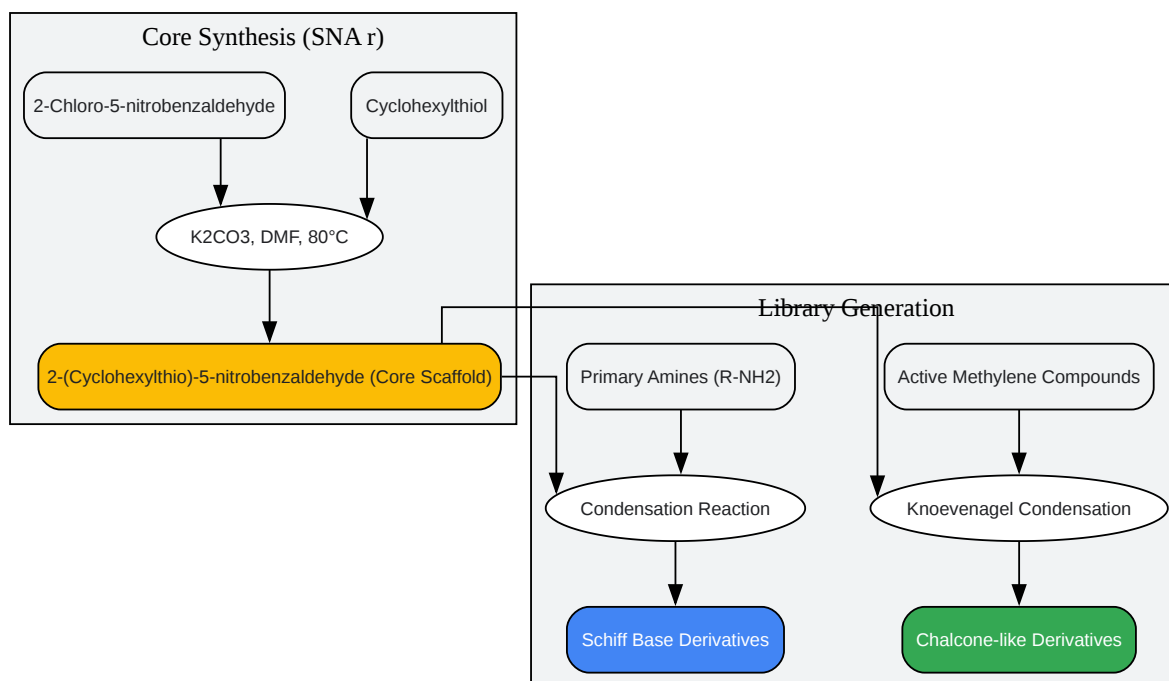 Core Synthesis (SNA r)
2-Chloro-5-nitrobenzaldehyde
Cyclohexylthiol
K2CO3, DMF, 80°C
2-(Cyclohexylthio)-5-nitrobenzaldehyde (Core Scaffold)
Library Generation
Primary Amines (R-NH2)
Active Methylene Compounds
Condensation Reaction
Knoevenagel Condensation
Schiff Base Derivatives
Chalcone-like Derivatives